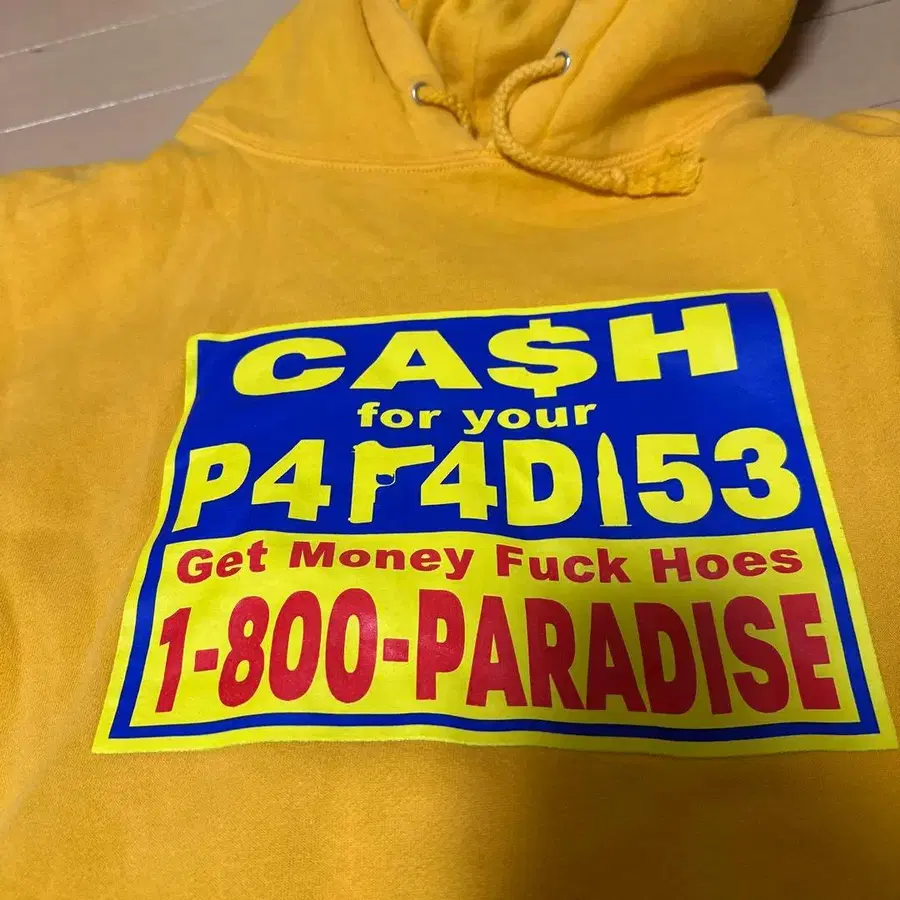 CA$H
for your
P4r4Di53
Get Money Fuck Hoes
1-800-PARADISE